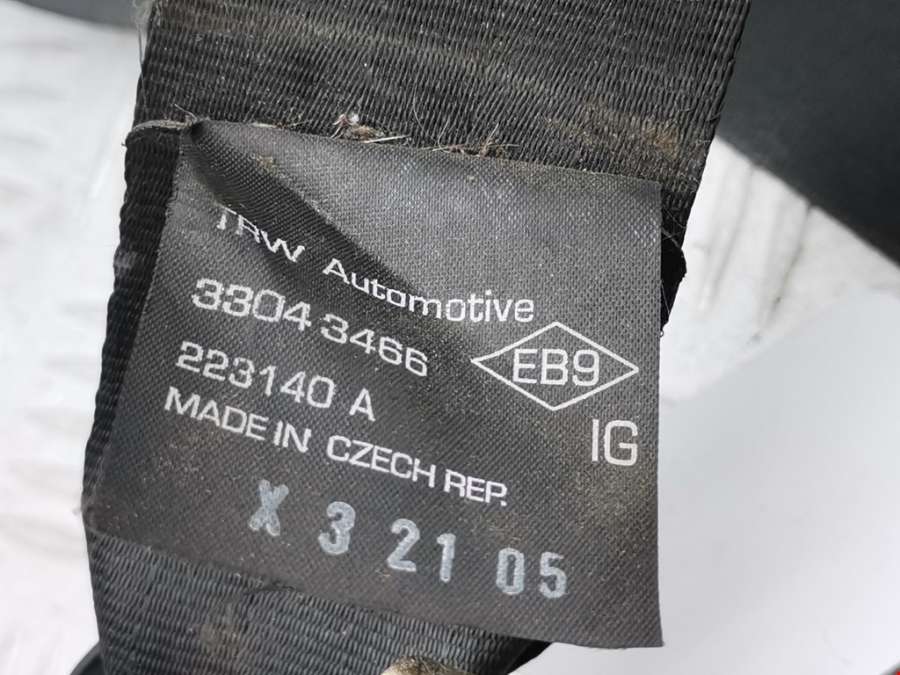 TRW Automotive
3304 3466
EB9
223140 A
IG
MADE IN CZECH REP.
X 3 21 05